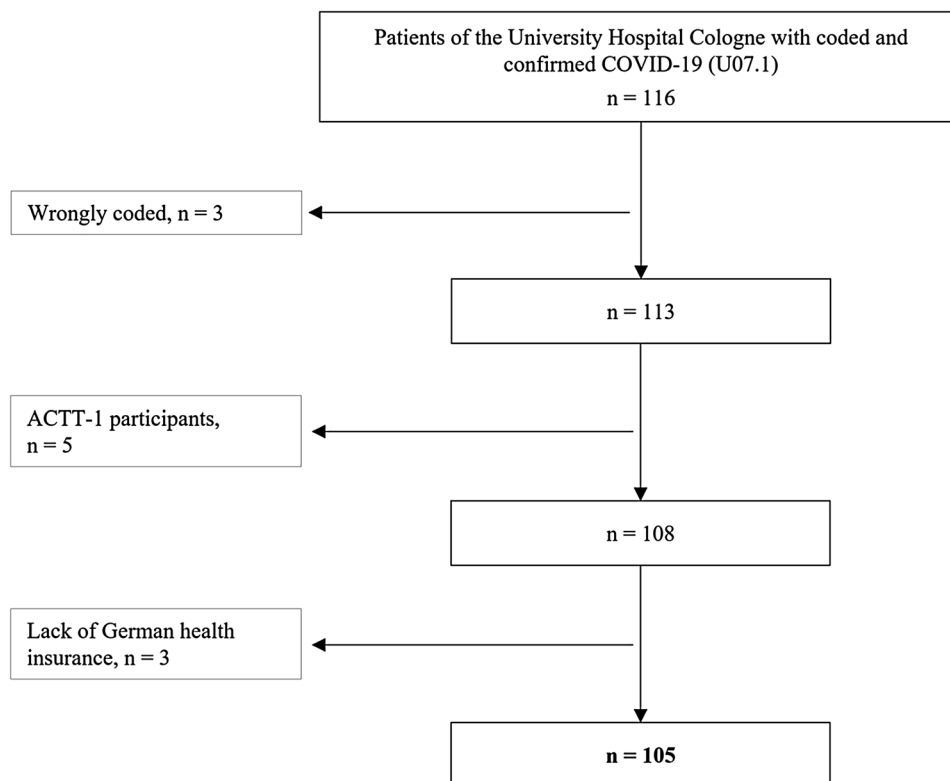 Patients of the University Hospital Cologne with coded and
confirmed COVID-19 (U07.1)
n = 116
Wrongly coded, n = 3
n = 113
ACTT-1 participants,
n = 5
n = 108
Lack of German health
insurance, n = 3
n = 105